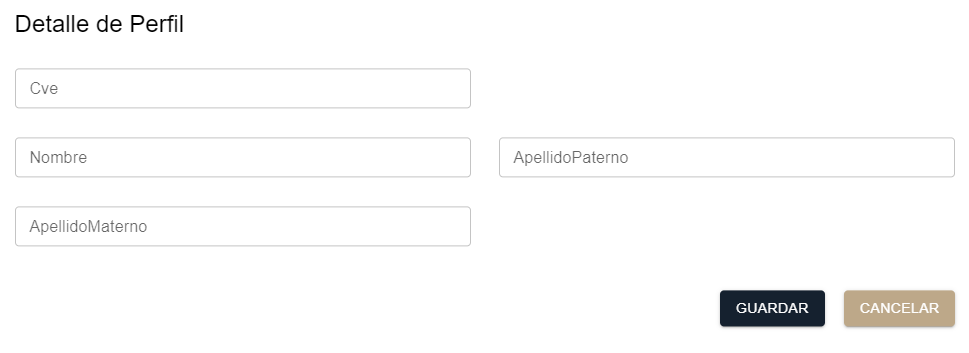 Detalle de Perfil
Cve
Nombre
ApellidoPaterno
ApellidoMaterno
GUARDAR
CANCELAR